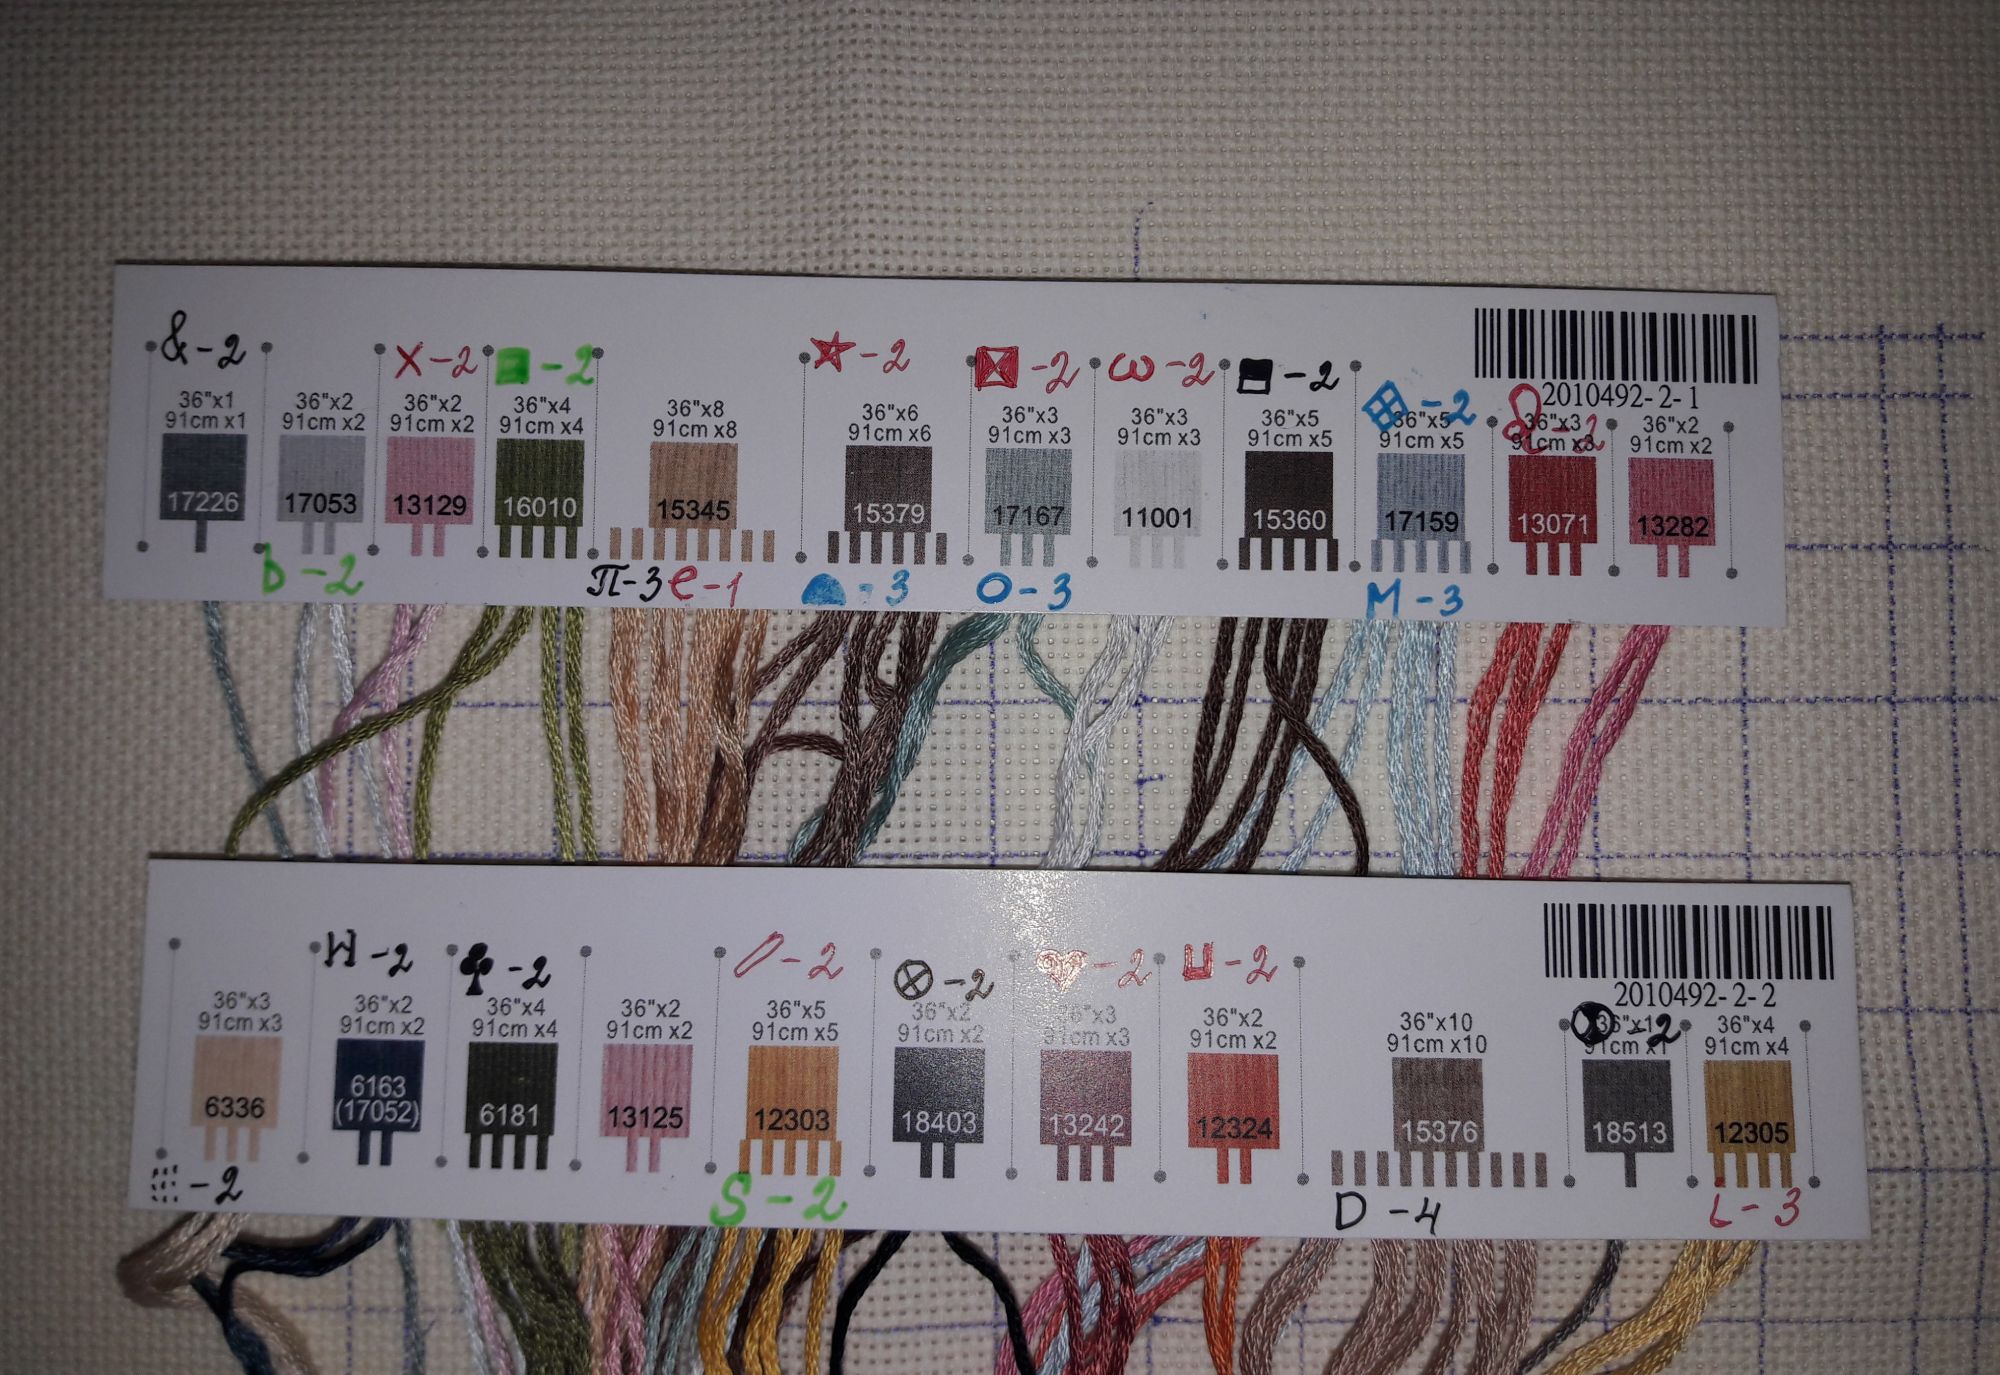 &-2 X-2 -2 -2 -2 ω-2 -2 -2 -2
2010492-2-1
36"x1 36"x2 36"x2 36"x4 36"x8 36"x6 36"x3 36"x3 36"x5 36"x5 36"x3 36"x2
91cm x1 91cm x2 91cm x2 91cm x4 91cm x8 91cm x6 91cm x3 91cm x3 91cm x5 91cm x5 91cm x3 91cm x2
17226 17053 13129 16010 15345 15379 17167 11001 15360 17159 13071 13282
b-2 П-3 e-1 -3 O-3 M-3
И-2 ♣-2 -2 ⊗-2 ♡-2 ⊔-2
2010492-2-2
36"x3 36"x2 36"x4 36"x2 36"x5 36"x2 36"x3 36"x2 36"x10 36"x1 -2 36"x4
91cm x3 91cm x2 91cm x4 91cm x2 91cm x5 91cm x2 91cm x3 91cm x2 91cm x10 91cm x1 91cm x4
6336 6163 6181 13125 12303 18403 13242 12324 15376 18513 12305
(17052)
-2 S-2 D-4 L-3